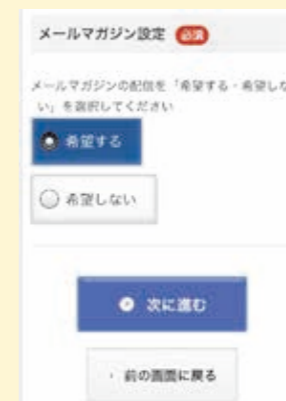 メールマガジン設定 必須
メールマガジンの配信を「希望する・希望しな
い」を選択してください
希望する
希望しない
次に進む
前の画面に戻る